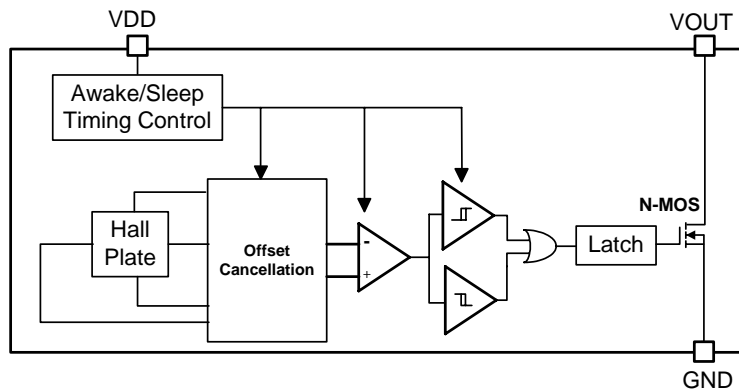 VDD
VOUT
Awake/Sleep
Timing Control
N-MOS
Hall
Plate
Offset
Cancellation
-
+
Latch
GND